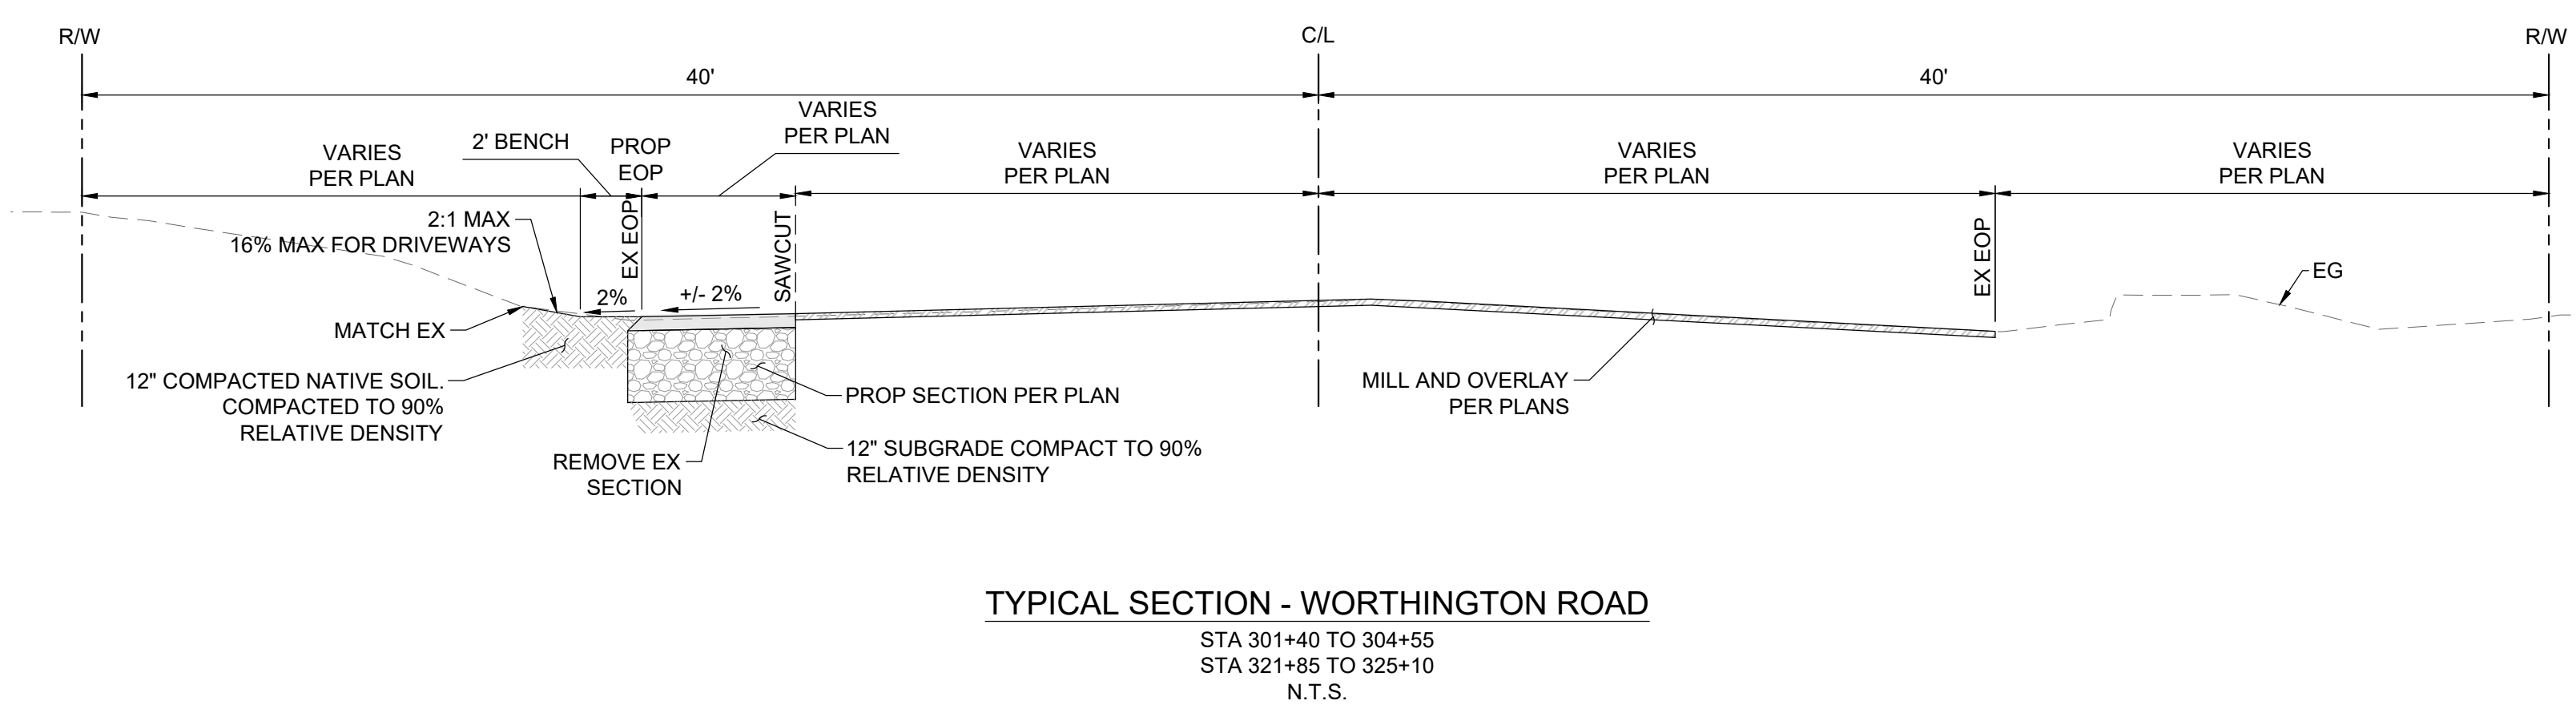 R/W
C/L
R/W
40'
40'
VARIES
PER PLAN
2' BENCH
PROP
EOP
VARIES
PER PLAN
VARIES
PER PLAN
VARIES
PER PLAN
VARIES
PER PLAN
2:1 MAX
16% MAX FOR DRIVEWAYS
EX EOP
SAWCUT
EX EOP
EG
2%
+/- 2%
MATCH EX
12" COMPACTED NATIVE SOIL.
COMPACTED TO 90%
RELATIVE DENSITY
REMOVE EX
SECTION
PROP SECTION PER PLAN
12" SUBGRADE COMPACT TO 90%
RELATIVE DENSITY
MILL AND OVERLAY
PER PLANS
TYPICAL SECTION - WORTHINGTON ROAD
STA 301+40 TO 304+55
STA 321+85 TO 325+10
N.T.S.